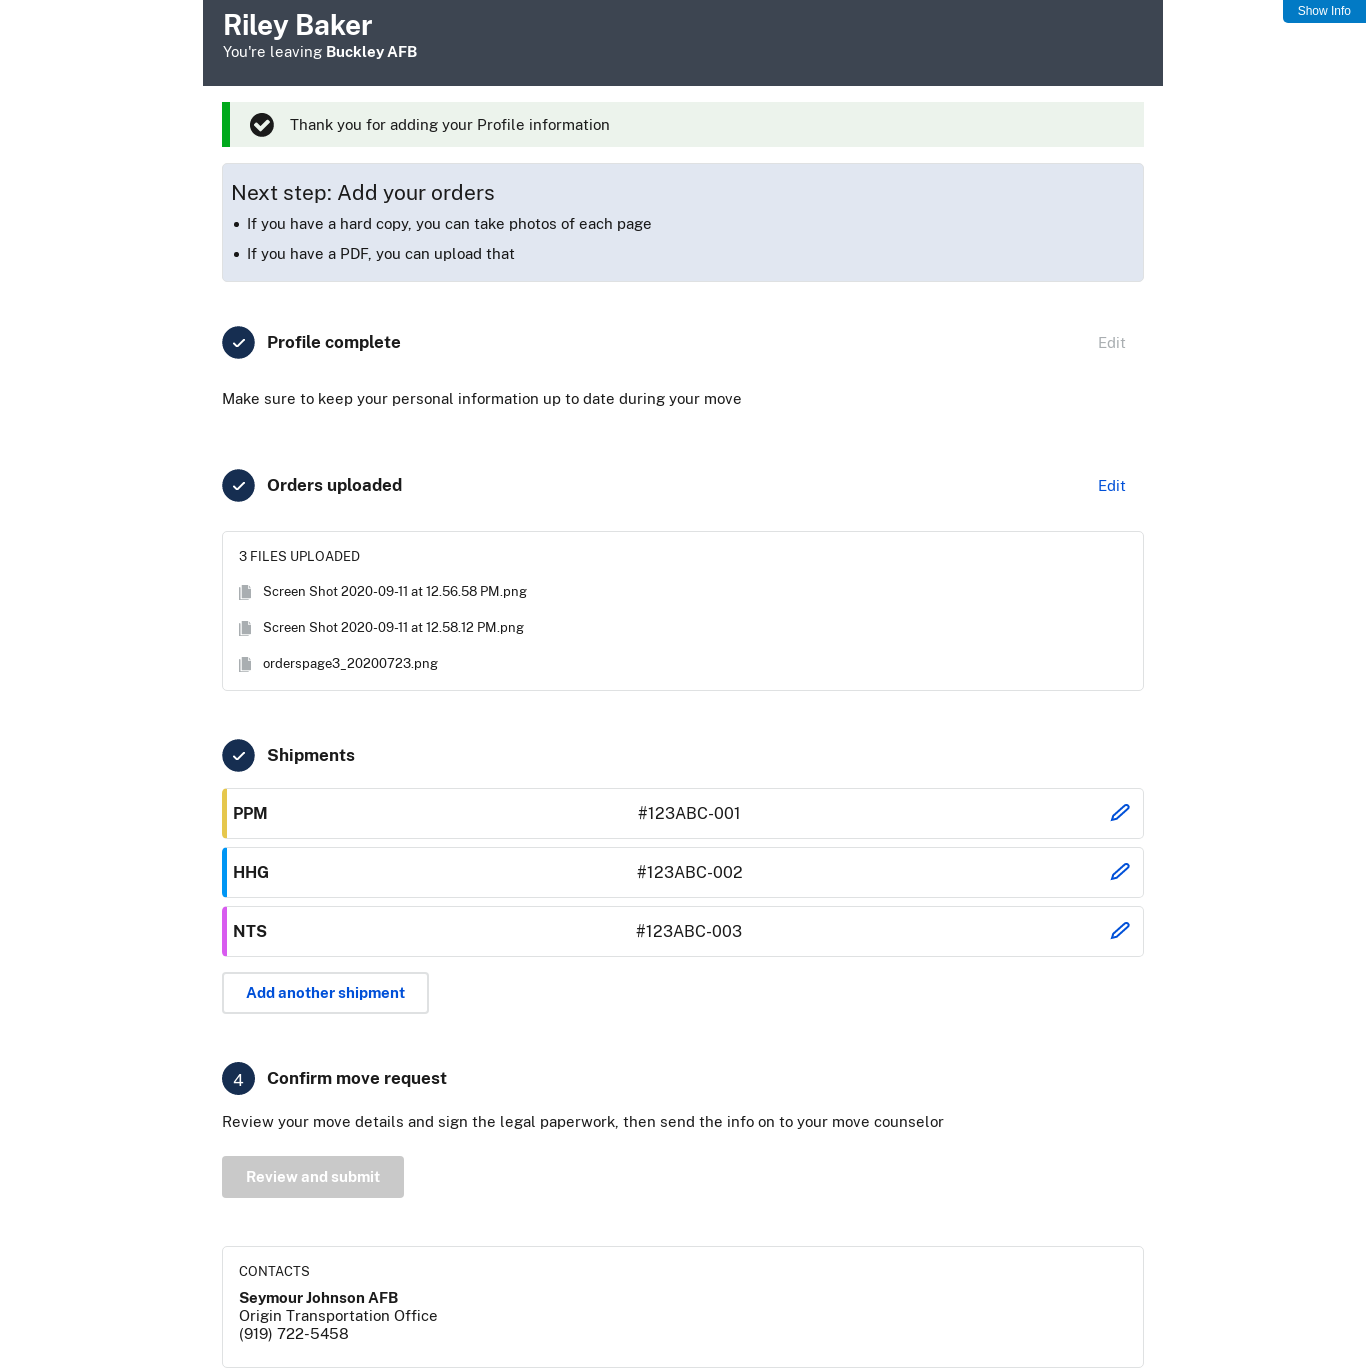 Riley Baker
Show Info
You're leaving Buckley AFB
Thank you for adding your Profile information
Next step: Add your orders
• If you have a hard copy, you can take photos of each page
• If you have a PDF, you can upload that
Profile complete
Edit
Make sure to keep your personal information up to date during your move
Orders uploaded
Edit
3 FILES UPLOADED
Screen Shot 2020-09-11 at 12.56.58 PM.png
Screen Shot 2020-09-11 at 12.58.12 PM.png
orderspage3_20200723.png
Shipments
PPM #123ABC-001
HHG #123ABC-002
NTS #123ABC-003
Add another shipment
4 Confirm move request
Review your move details and sign the legal paperwork, then send the info on to your move counselor
Review and submit
CONTACTS
Seymour Johnson AFB
Origin Transportation Office
(919) 722-5458